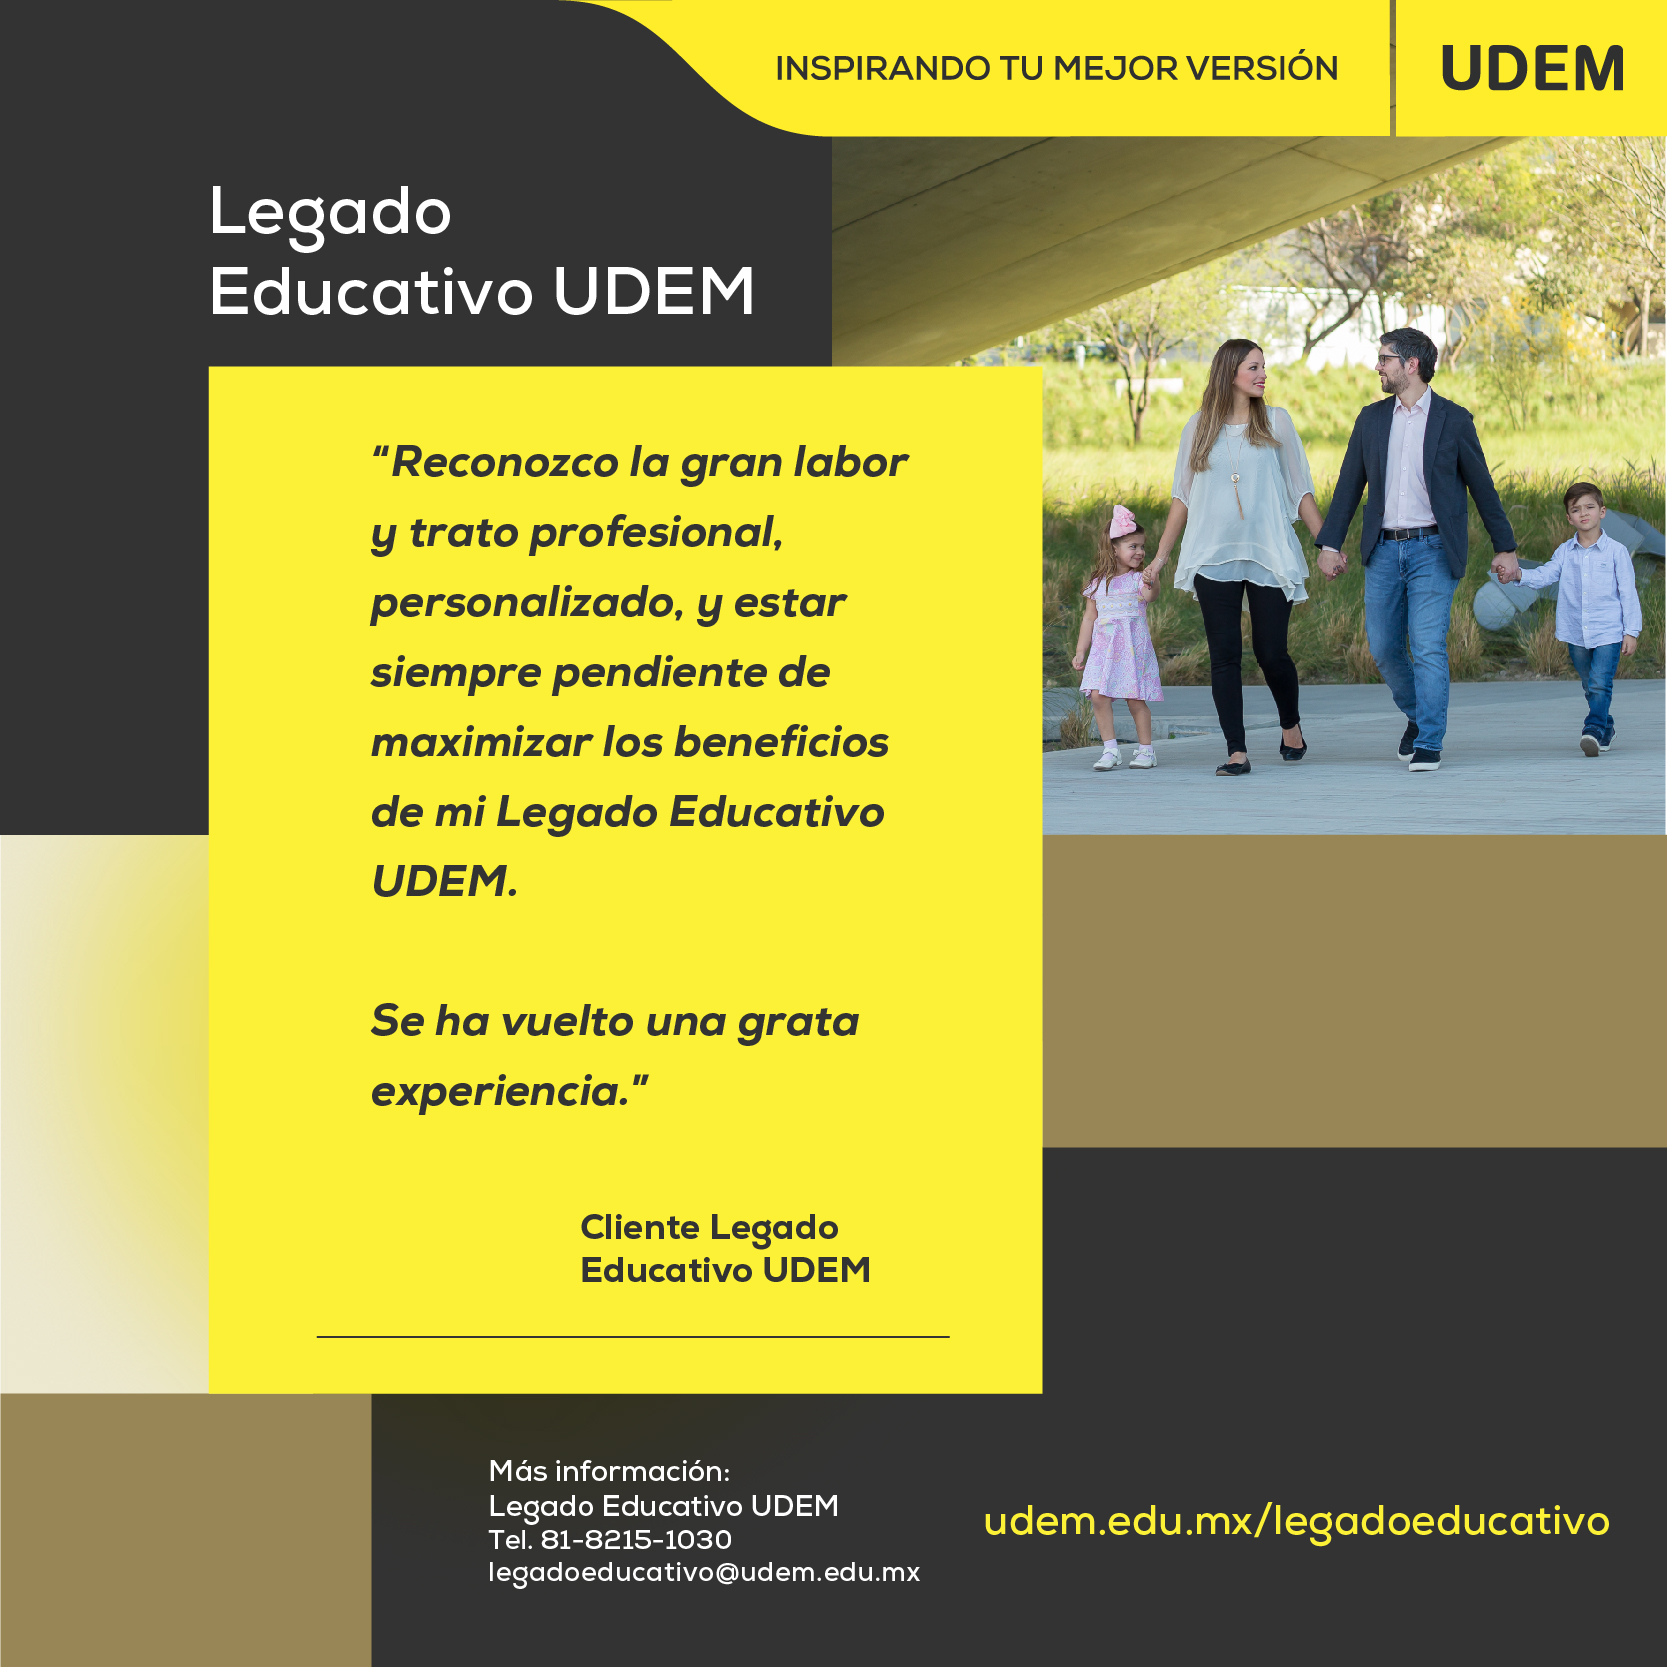 INSPIRANDO TU MEJOR VERSIÓN
UDEM
Legado
Educativo UDEM
“Reconozco la gran labor
y trato profesional,
personalizado, y estar
siempre pendiente de
maximizar los beneficios
de mi Legado Educativo
UDEM.
Se ha vuelto una grata
experiencia.”
Cliente Legado
Educativo UDEM
Más información:
Legado Educativo UDEM
Tel. 81-8215-1030
legadoeducativo@udem.edu.mx
udem.edu.mx/legadoeducativo